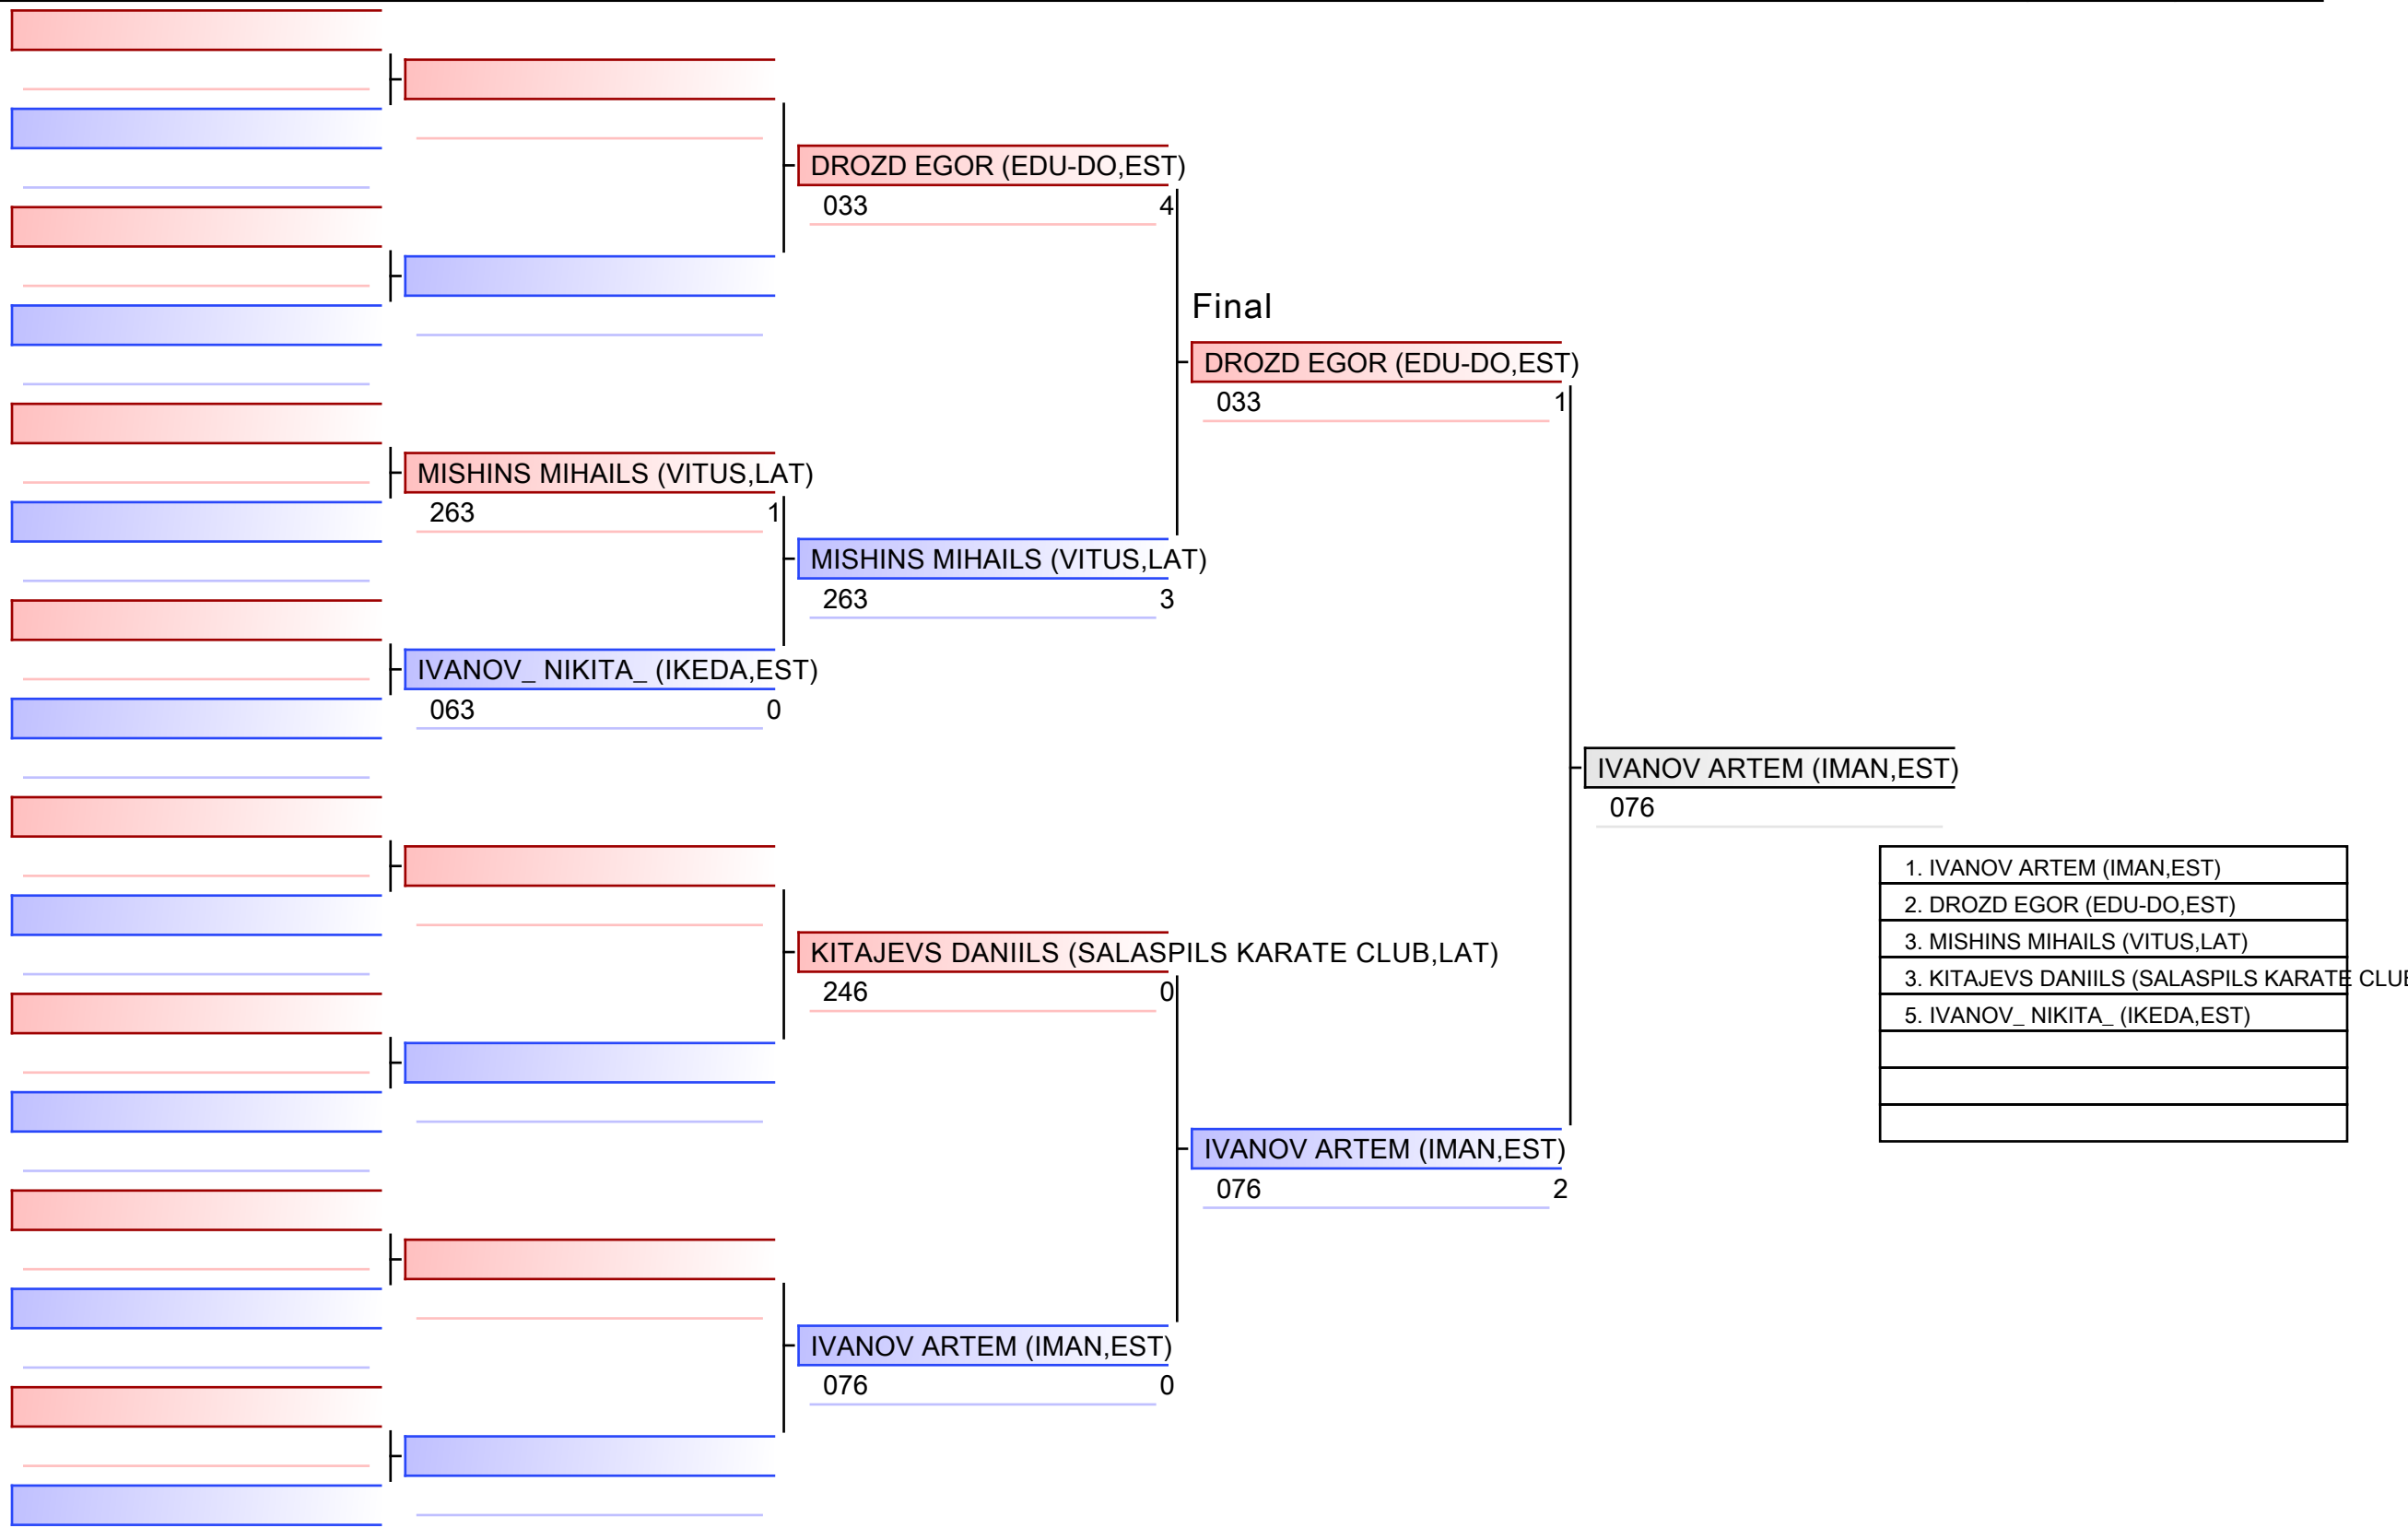 DROZD EGOR (EDU-DO,EST)
033 4
Final
DROZD EGOR (EDU-DO,EST)
033 1
MISHINS MIHAILS (VITUS,LAT)
263 1
MISHINS MIHAILS (VITUS,LAT)
263 3
IVANOV_ NIKITA_ (IKEDA,EST)
063 0
IVANOV ARTEM (IMAN,EST)
076
1. IVANOV ARTEM (IMAN,EST)
2. DROZD EGOR (EDU-DO,EST)
3. MISHINS MIHAILS (VITUS,LAT)
3. KITAJEVS DANIILS (SALASPILS KARATE CLU
5. IVANOV_ NIKITA_ (IKEDA,EST)
KITAJEVS DANIILS (SALASPILS KARATE CLUB,LAT)
246 0
IVANOV ARTEM (IMAN,EST)
076 2
IVANOV ARTEM (IMAN,EST)
076 0